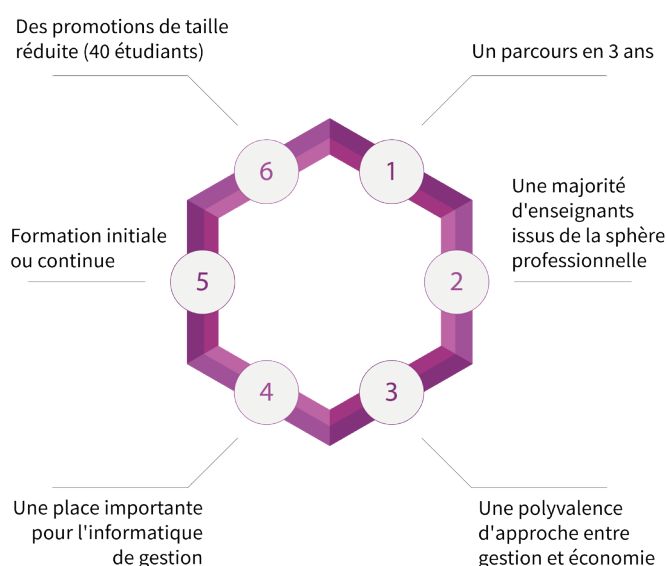 Des promotions de taille
réduite (40 étudiants)
Un parcours en 3 ans
6
1
Une majorité
d'enseignants
issus de la sphère
professionnelle
Formation initiale
ou continue
5
2
4
3
Une place importante
pour l'informatique
de gestion
Une polyvalence
d'approche entre
gestion et économie